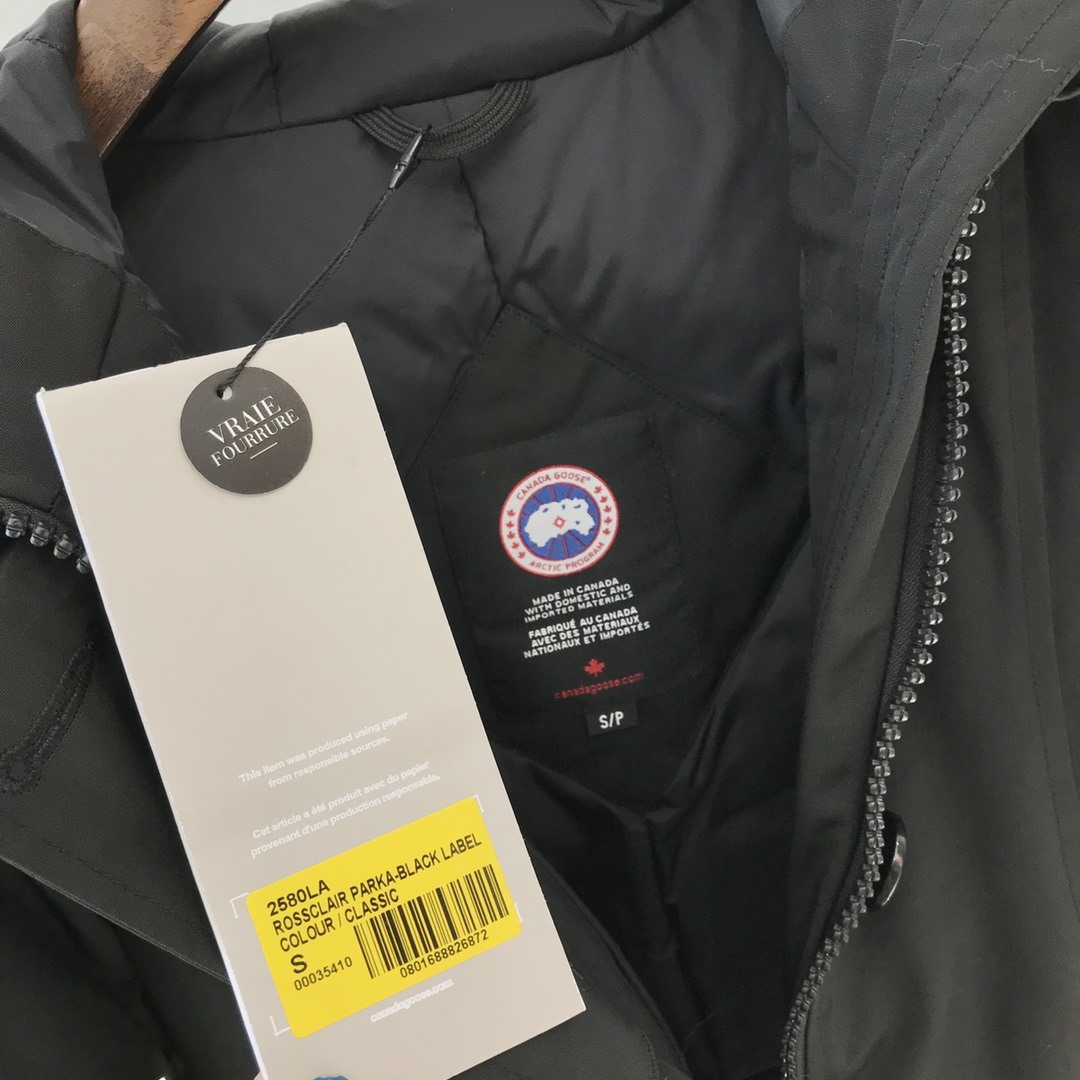 VRAIE
FOURRURE
CANADA GOOSE®
ARCTIC PROGRAM
MADE IN CANADA
WITH DOMESTIC AND
IMPORTED MATERIALS
FABRIQUÉ AU CANADA
AVEC DES MATERIAUX
NATIONAUX ET IMPORTÉS
canadagoose.com
S/P
This item was produced using paper
from responsible sources.
Cet article a été produit avec du papier
provenant d'une production responsable.
2580LA
ROSSCLAIR PARKA-BLACK LABEL
COLOUR / CLASSIC
S
00035410
0801688826872
canadagoose.com